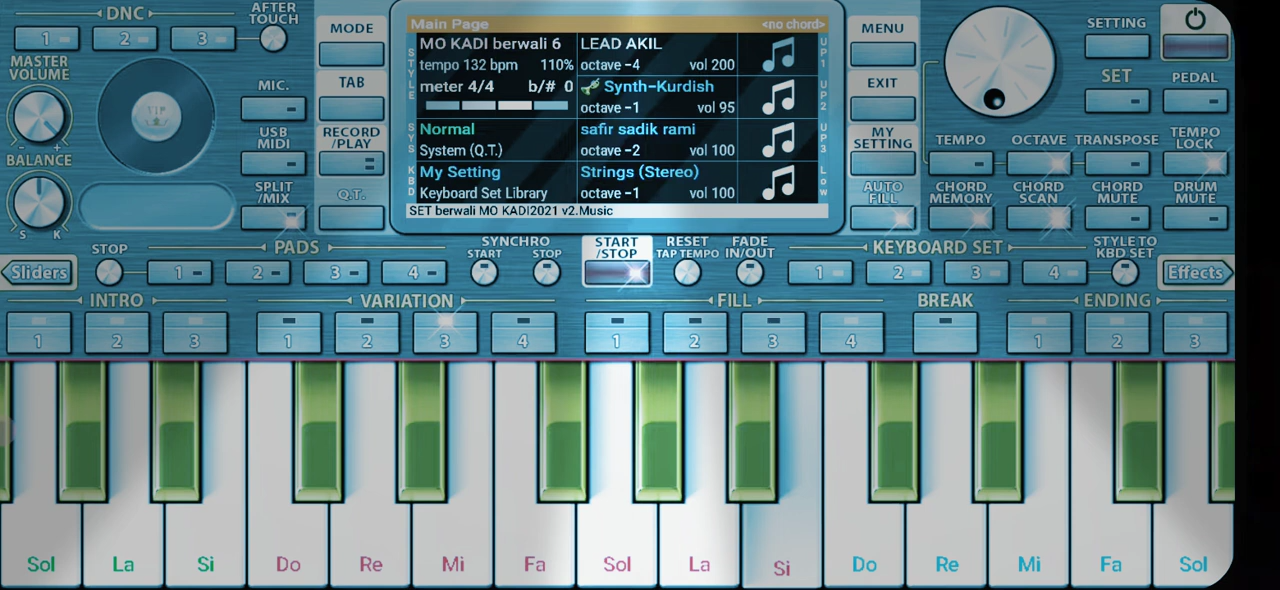 DNC
1 2 3
AFTER
TOUCH
MASTER
VOLUME
BALANCE
S K
MIC.
USB
MIDI
SPLIT
/MIX
MODE
TAB
RECORD
/PLAY
Q.T.
Main Page <no chord>
STYLE
MO KADI berwali 6
tempo 132 bpm 110%
meter 4/4 b/# 0
SYS
Normal
System (Q.T.)
KBD
My Setting
Keyboard Set Library
LEAD AKIL
octave -4 vol 200
UP1
Synth-Kurdish
octave -1 vol 95
UP2
safir sadik rami
octave -2 vol 100
UP3
Strings (Stereo)
octave -1 vol 100
Low
SET berwali MO KADI2021 v2.Music
MENU
EXIT
MY
SETTING
AUTO
FILL
SETTING
SET
PEDAL
TEMPO OCTAVE TRANSPOSE TEMPO
LOCK
CHORD
MEMORY
CHORD
SCAN
CHORD
MUTE
DRUM
MUTE
Sliders
STOP
PADS
1 2 3 4
SYNCHRO
START STOP
START
/STOP
RESET
TAP TEMPO
FADE
IN/OUT
KEYBOARD SET
1 2 3 4
STYLE TO
KBD SET
Effects
INTRO
1 2 3
VARIATION
1 2 3 4
FILL
1 2 3 4
BREAK
ENDING
1 2 3
Sol La Si Do Re Mi Fa Sol La Si Do Re Mi Fa Sol